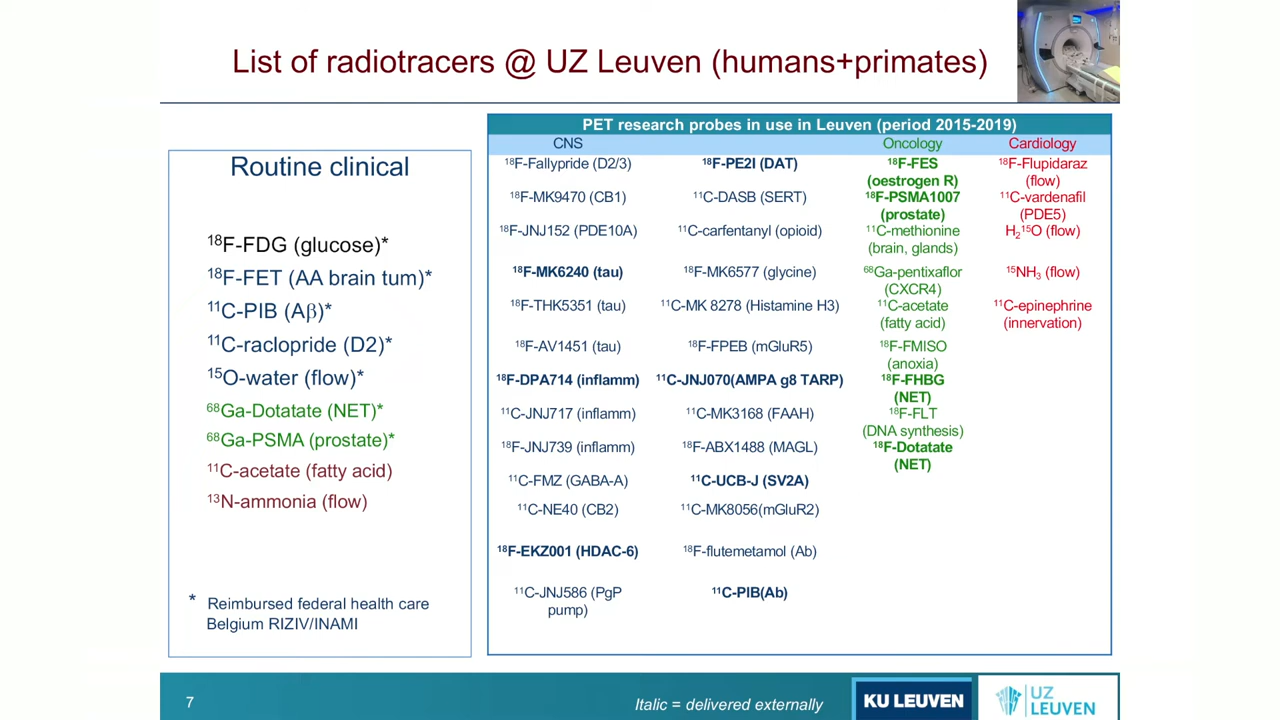 List of radiotracers @ UZ Leuven (humans+primates)
Routine clinical
¹⁸F-FDG (glucose)*
¹⁸F-FET (AA brain tum)*
¹¹C-PIB (Aβ)*
¹¹C-raclopride (D2)*
¹⁵O-water (flow)*
⁶⁸Ga-Dotatate (NET)*
⁶⁸Ga-PSMA (prostate)*
¹¹C-acetate (fatty acid)
¹³N-ammonia (flow)
* Reimbursed federal health care
Belgium RIZIV/INAMI
PET research probes in use in Leuven (period 2015-2019)
CNS
¹⁸F-Fallypride (D2/3)
¹⁸F-MK9470 (CB1)
¹⁸F-JNJ152 (PDE10A)
¹⁸F-MK6240 (tau)
¹⁸F-THK5351 (tau)
¹⁸F-AV1451 (tau)
¹⁸F-DPA714 (inflamm)
¹¹C-JNJ717 (inflamm)
¹⁸F-JNJ739 (inflamm)
¹¹C-FMZ (GABA-A)
¹¹C-NE40 (CB2)
¹⁸F-EKZ001 (HDAC-6)
¹¹C-JNJ586 (PgP
pump)
¹⁸F-PE2I (DAT)
¹¹C-DASB (SERT)
¹¹C-carfentanyl (opioid)
¹⁸F-MK6577 (glycine)
¹¹C-MK 8278 (Histamine H3)
¹⁸F-FPEB (mGluR5)
¹¹C-JNJ070(AMPA g8 TARP)
¹¹C-MK3168 (FAAH)
¹⁸F-ABX1488 (MAGL)
¹¹C-UCB-J (SV2A)
¹¹C-MK8056(mGluR2)
¹⁸F-flutemetamol (Ab)
¹¹C-PIB(Ab)
Oncology
¹⁸F-FES
(oestrogen R)
¹⁸F-PSMA1007
(prostate)
¹¹C-methionine
(brain, glands)
⁶⁸Ga-pentixaflor
(CXCR4)
¹¹C-acetate
(fatty acid)
¹⁸F-FMISO
(anoxia)
¹⁸F-FHBG
(NET)
¹⁸F-FLT
(DNA synthesis)
¹⁸F-Dotatate
(NET)
Cardiology
¹⁸F-Flupidaraz
(flow)
¹¹C-vardenafil
(PDE5)
H₂¹⁵O (flow)
¹⁵NH₃ (flow)
¹¹C-epinephrine
(innervation)
7
Italic = delivered externally
KU LEUVEN
UZ
LEUVEN